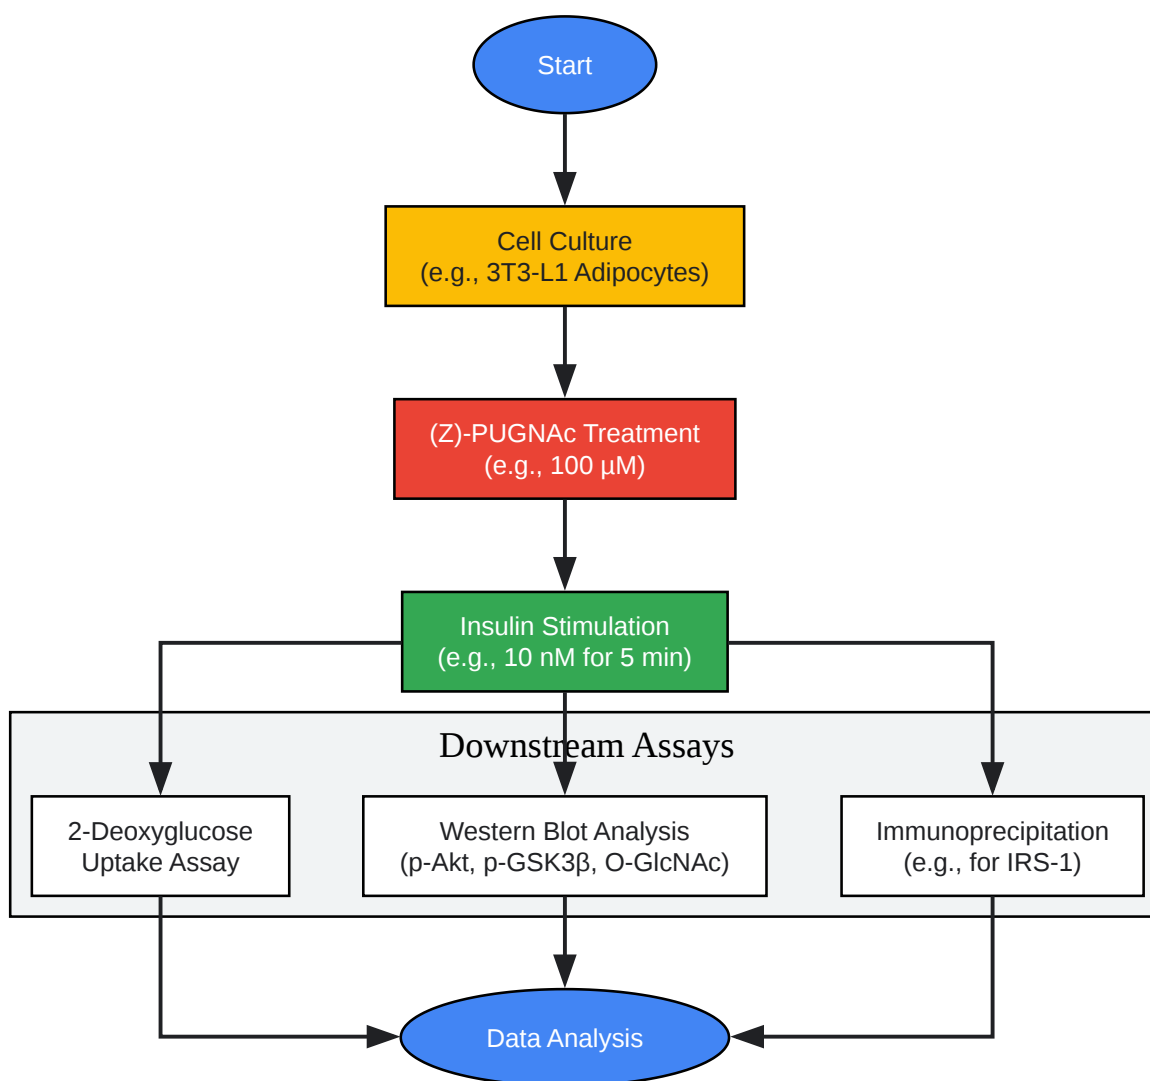 Start
Cell Culture
(e.g., 3T3-L1 Adipocytes)
(Z)-PUGNAc Treatment
(e.g., 100 µM)
Insulin Stimulation
(e.g., 10 nM for 5 min)
Downstream Assays
2-Deoxyglucose
Uptake Assay
Western Blot Analysis
(p-Akt, p-GSK3β, O-GlcNAc)
Immunoprecipitation
(e.g., for IRS-1)
Data Analysis